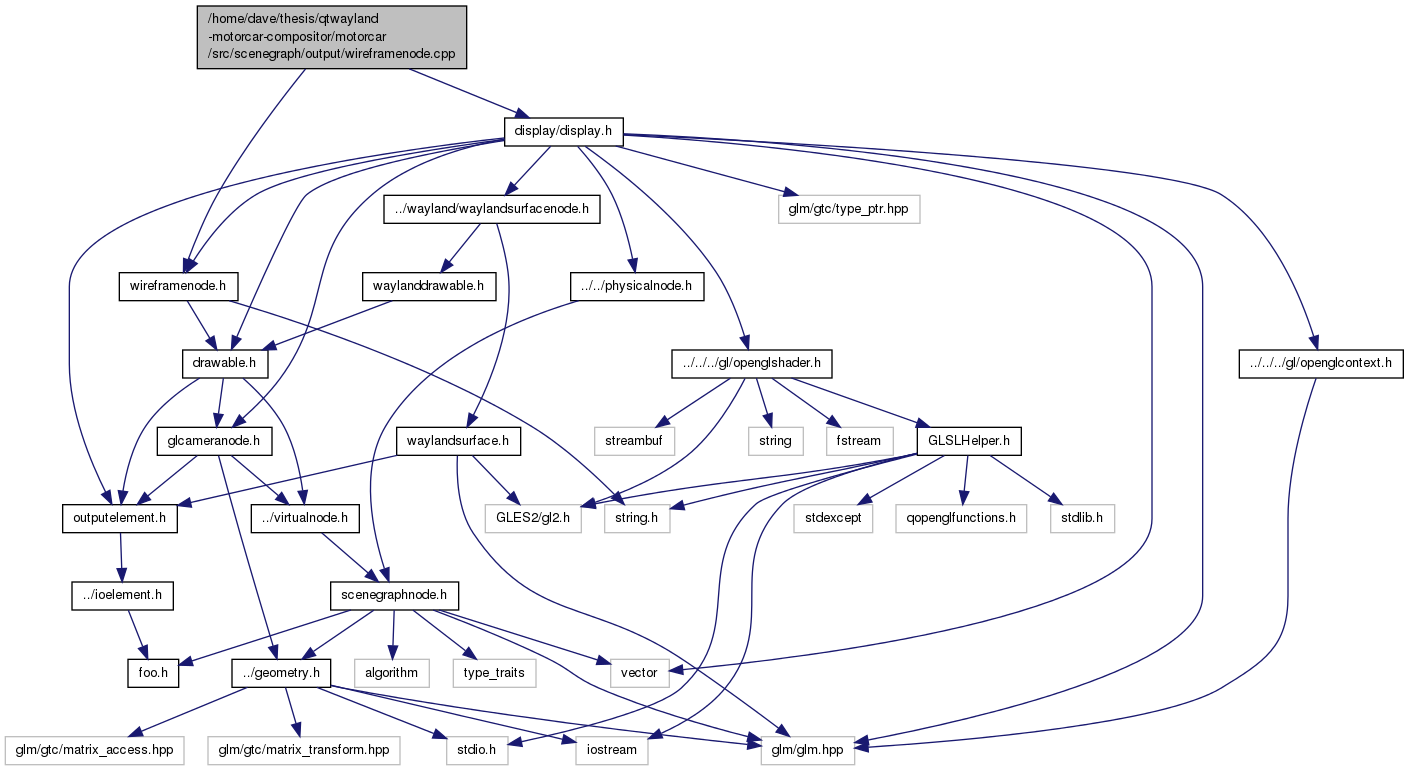 /home/dave/thesis/qtwayland
-motorcar-compositor/motorcar
/src/scenegraph/output/wireframenode.cpp
display/display.h
../wayland/waylandsurfacenode.h
glm/gtc/type_ptr.hpp
wireframenode.h
waylanddrawable.h
../../physicalnode.h
drawable.h
../../../gl/openglshader.h
../../../gl/openglcontext.h
glcameranode.h
waylandsurface.h
streambuf
string
fstream
GLSLHelper.h
outputelement.h
../virtualnode.h
GLES2/gl2.h
string.h
stdexcept
qopenglfunctions.h
stdlib.h
../ioelement.h
scenegraphnode.h
foo.h
../geometry.h
algorithm
type_traits
vector
glm/gtc/matrix_access.hpp
glm/gtc/matrix_transform.hpp
stdio.h
iostream
glm/glm.hpp